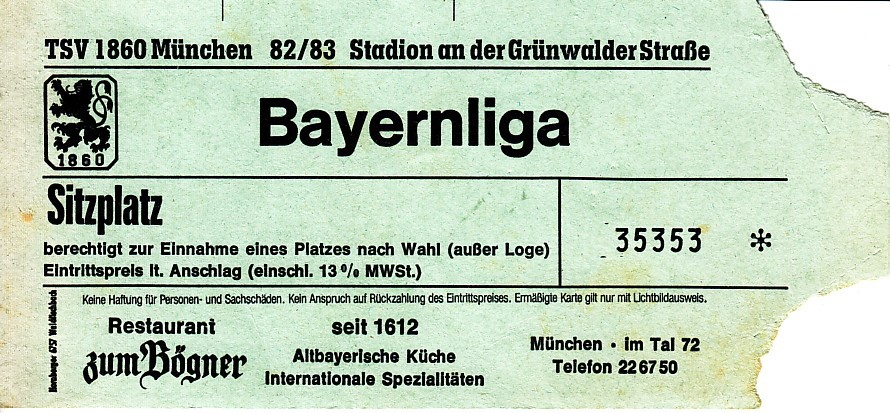 TSV 1860 München 82/83 Stadion an der Grünwalder Straße
1860
Bayernliga
Sitzplatz
berechtigt zur Einnahme eines Platzes nach Wahl (außer Loge)
Eintrittspreis lt. Anschlag (einschl. 13% MWSt.)
35353 *
Keine Haftung für Personen- und Sachschäden. Kein Anspruch auf Rückzahlung des Eintrittspreises. Ermäßigte Karte gilt nur mit Lichtbildausweis.
Restaurant
zum Bögner
seit 1612
Altbayerische Küche
Internationale Spezialitäten
München · im Tal 72
Telefon 226750